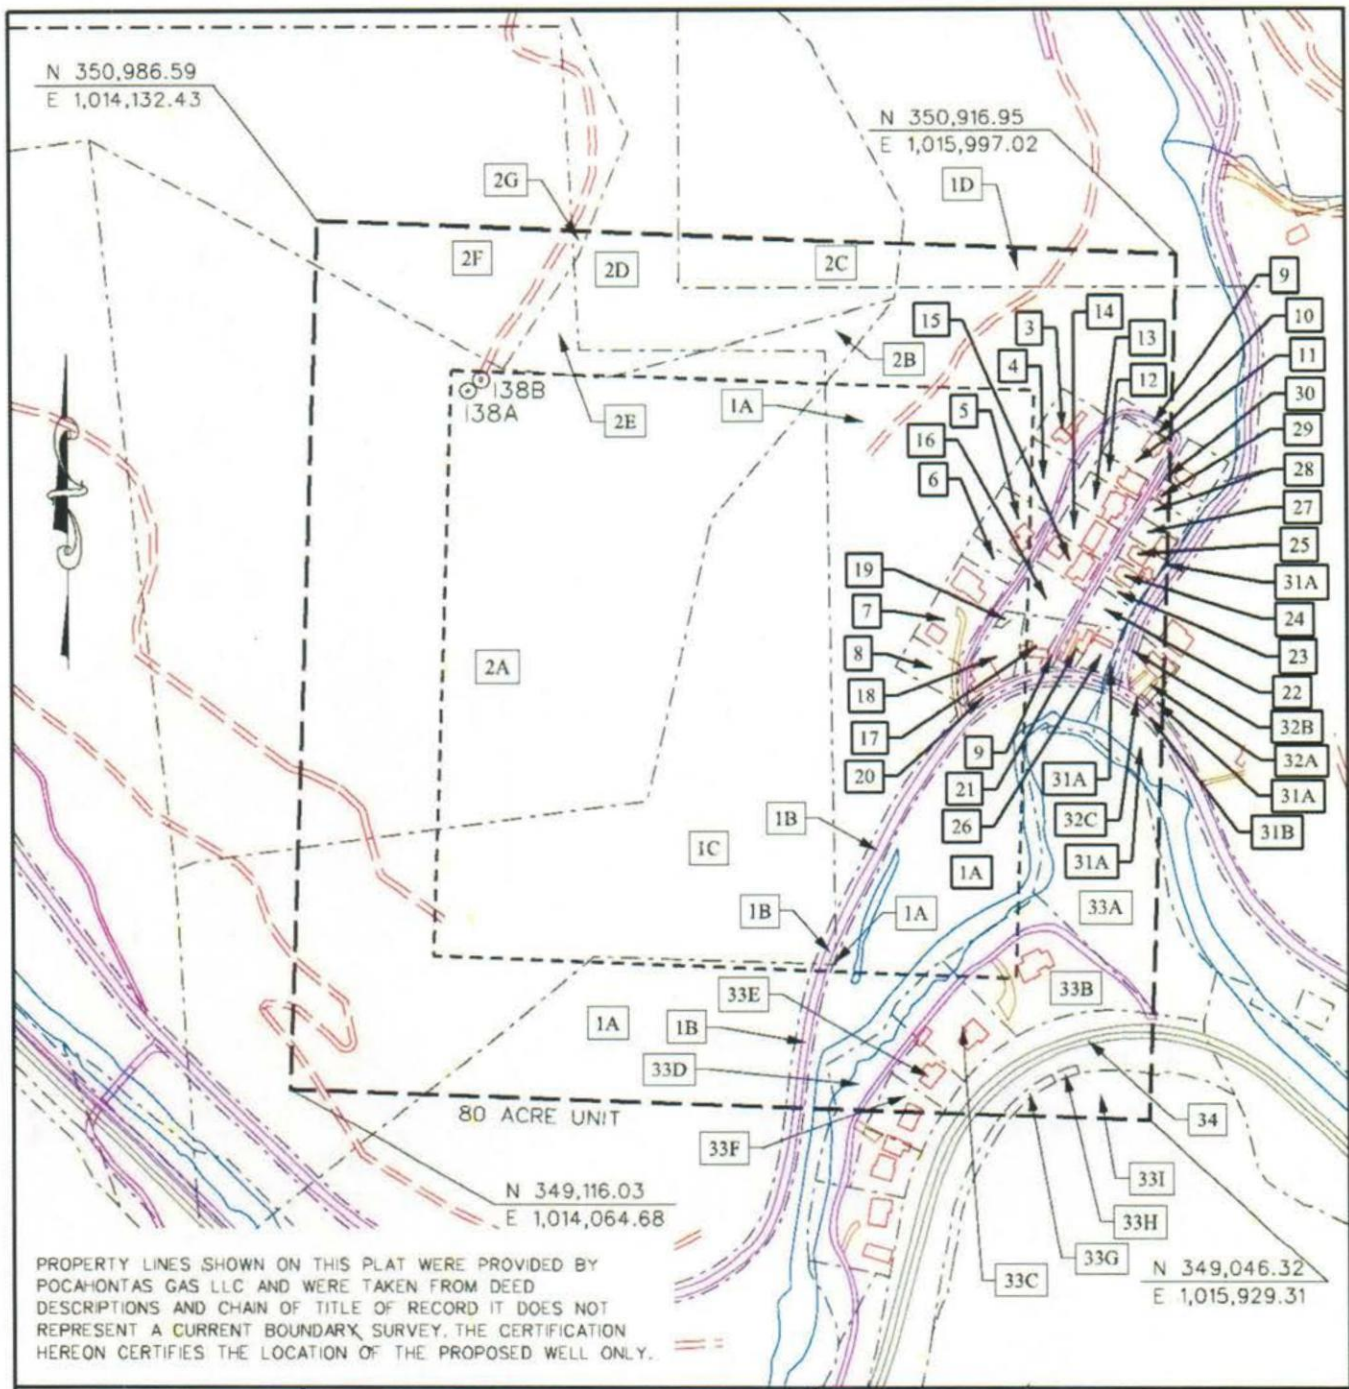 N 350,986.59
E 1,014,132.43
N 350,916.95
E 1,015,997.02
2G
1D
2F
2D
2C
9
14
10
15
3
13
11
4
12
30
2B
138B
138A
1A
5
29
2E
16
28
6
27
25
19
31A
7
24
8
23
2A
18
22
17
32B
9
32A
20
21
31A
31A
1B
26
32C
31B
1C
1A
31A
1B
1A
33A
33E
33B
1A
1B
33D
80 ACRE UNIT
34
33F
33I
N 349,116.03
E 1,014,064.68
33H
33G
33C
N 349,046.32
E 1,015,929.31
PROPERTY LINES SHOWN ON THIS PLAT WERE PROVIDED BY
POCAHONTAS GAS LLC AND WERE TAKEN FROM DEED
DESCRIPTIONS AND CHAIN OF TITLE OF RECORD IT DOES NOT
REPRESENT A CURRENT BOUNDARY SURVEY. THE CERTIFICATION
HEREON CERTIFIES THE LOCATION OF THE PROPOSED WELL ONLY.